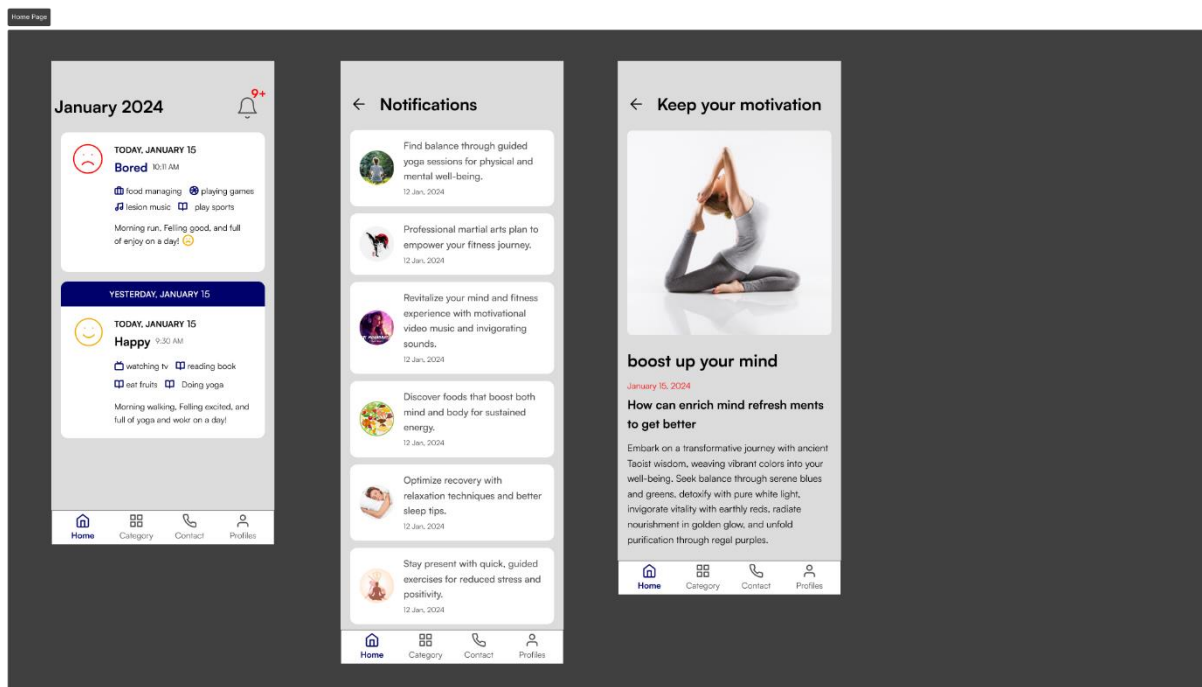 Home Page
January 2024
9+
TODAY, JANUARY 15
Bored 10:11 AM
food managing playing games
lesion music play sports
Morning run, Felling good, and full
of enjoy on a day!
YESTERDAY, JANUARY 15
TODAY, JANUARY 15
Happy 9:30 AM
watching tv reading book
eat fruits Doing yoga
Morning walking, Felling excited, and
full of yoga and wokr on a day!
Home Category Contact Profiles
Notifications
Find balance through guided
yoga sessions for physical and
mental well-being.
12 Jan, 2024
Professional martial arts plan to
empower your fitness journey.
12 Jan, 2024
Revitalize your mind and fitness
experience with motivational
video music and invigorating
sounds.
12 Jan, 2024
Discover foods that boost both
mind and body for sustained
energy.
12 Jan, 2024
Optimize recovery with
relaxation techniques and better
sleep tips.
12 Jan, 2024
Stay present with quick, guided
exercises for reduced stress and
positivity.
12 Jan, 2024
Home Category Contact Profiles
Keep your motivation
boost up your mind
January 15, 2024
How can enrich mind refresh ments
to get better
Embark on a transformative journey with ancient
Taoist wisdom, weaving vibrant colors into your
well-being. Seek balance through serene blues
and greens, detoxify with pure white light,
invigorate vitality with earthly reds, radiate
nourishment in golden glow, and unfold
purification through regal purples.
Home Category Contact Profiles